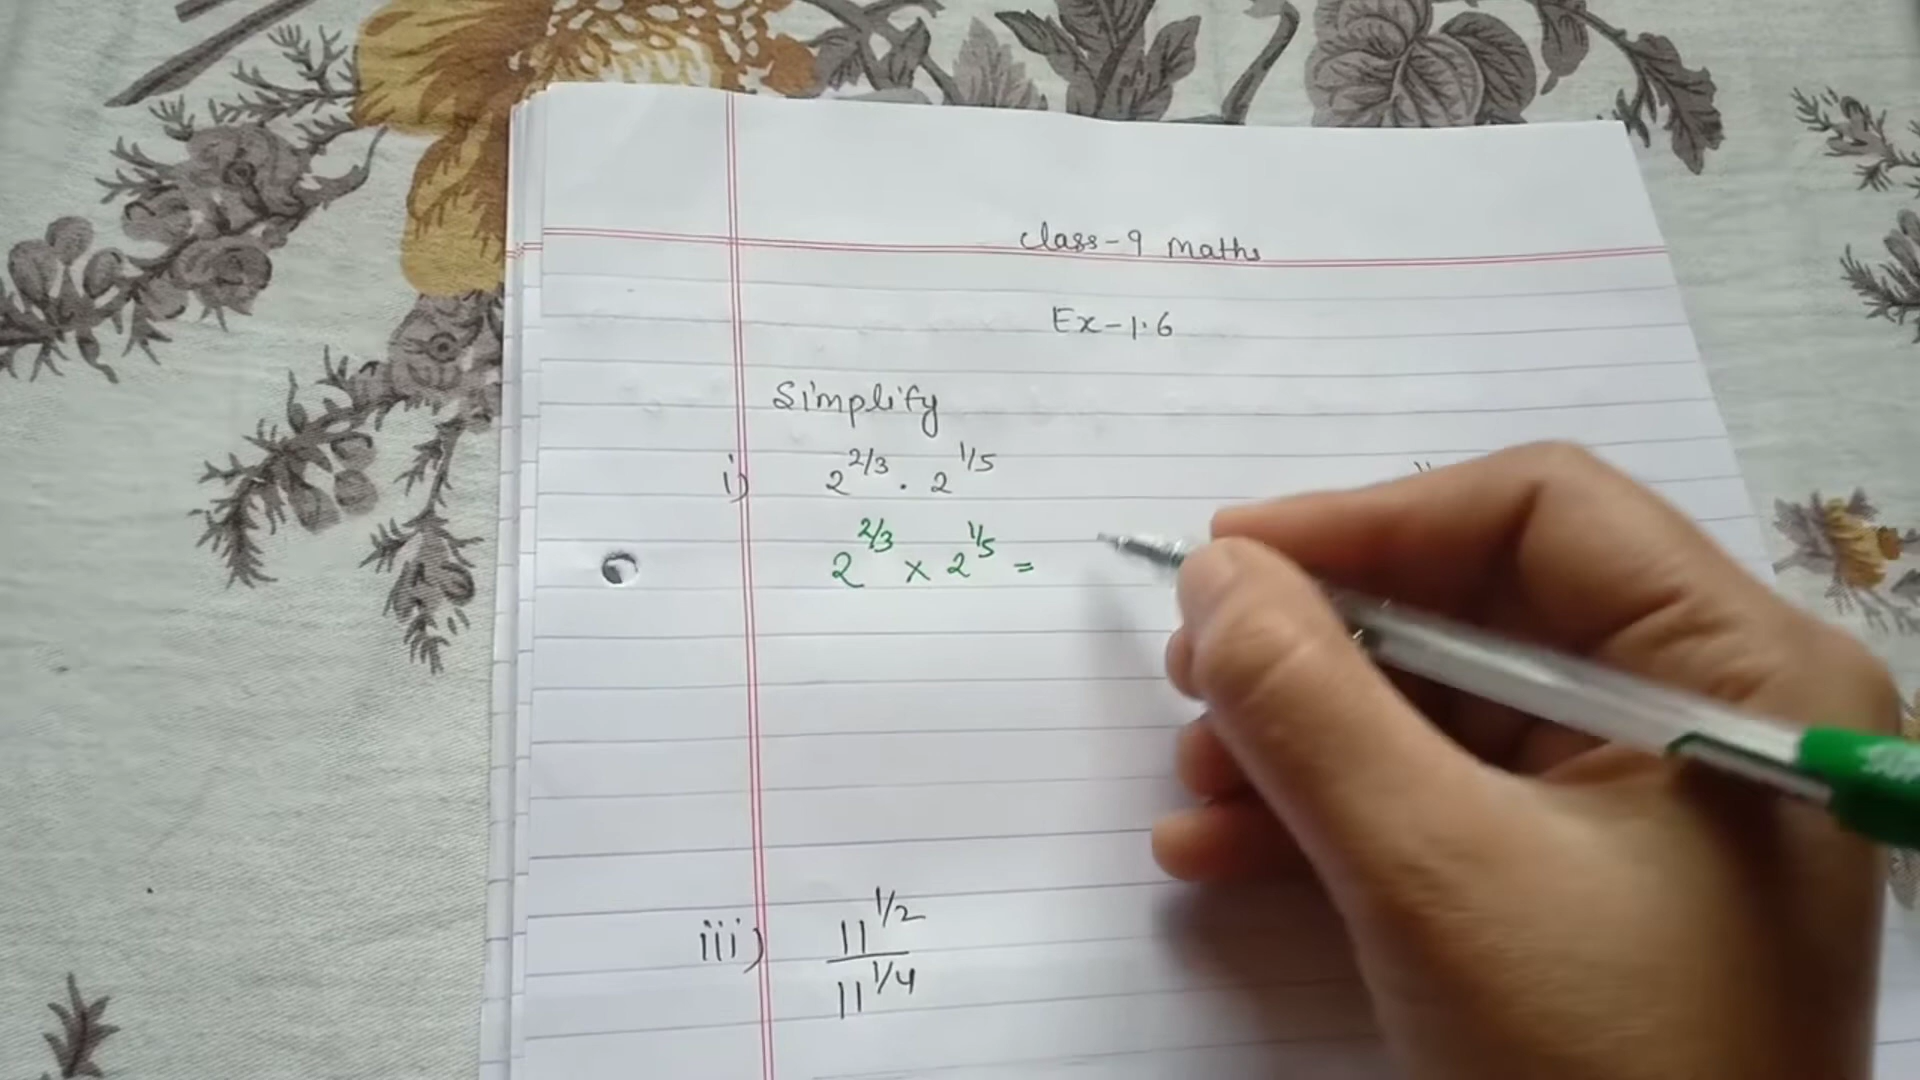 Class-9 Maths
Ex-1.6
Simplify
i) 2^2/3 . 2^1/5
2^2/3 × 2^1/5 =
iii) 11^1/2 / 11^1/4